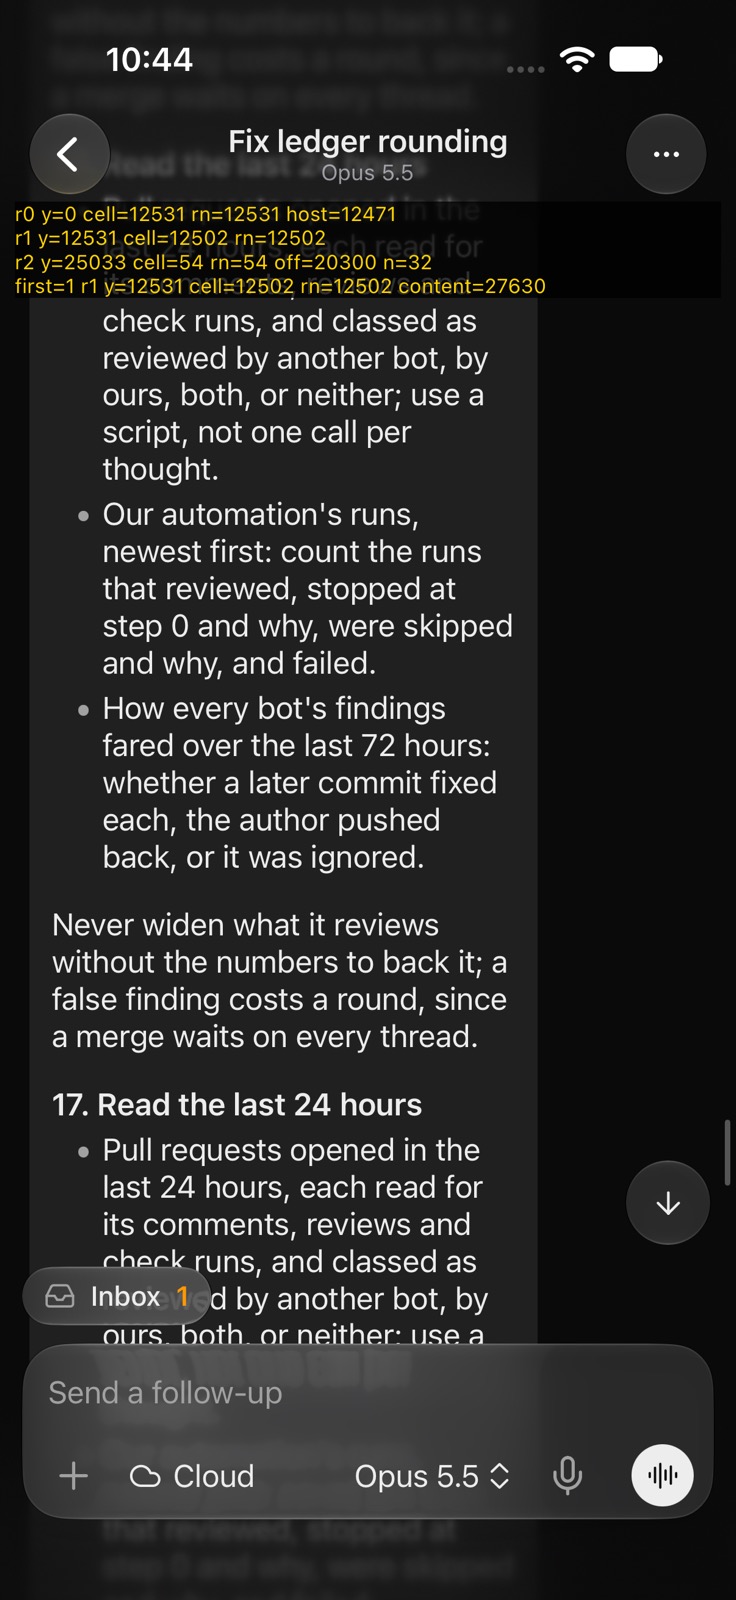 10:44
Fix ledger rounding
Opus 5.5
r0 y=0 cell=12531 rn=12531 host=12471
r1 y=12531 cell=12502 rn=12502
r2 y=25033 cell=54 rn=54 off=20300 n=32
first=1 r1 y=12531 cell=12502 rn=12502 content=27630
check runs, and classed as
reviewed by another bot, by
ours, both, or neither; use a
script, not one call per
thought.
• Our automation's runs,
newest first: count the runs
that reviewed, stopped at
step 0 and why, were skipped
and why, and failed.
• How every bot's findings
fared over the last 72 hours:
whether a later commit fixed
each, the author pushed
back, or it was ignored.
Never widen what it reviews
without the numbers to back it; a
false finding costs a round, since
a merge waits on every thread.
17. Read the last 24 hours
• Pull requests opened in the
last 24 hours, each read for
its comments, reviews and
check runs, and classed as
Inbox 1
by another bot, by
ours, both, or neither; use a
Send a follow-up
Cloud
Opus 5.5